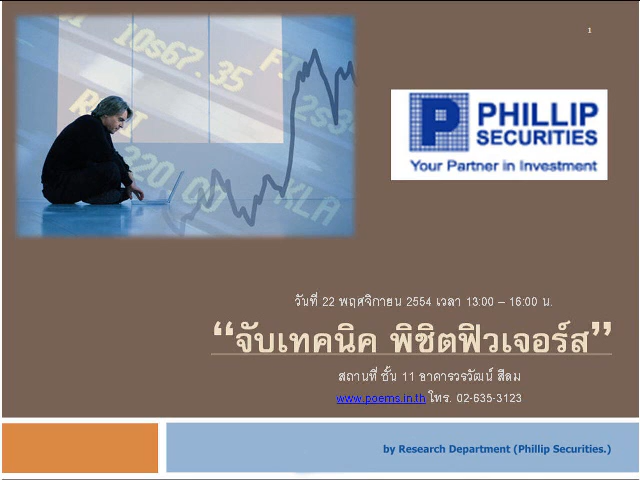 1
10s67.35
PHILLIP
SECURITIES
Your Partner in Investment
วันที่ 22 พฤศจิกายน 2554 เวลา 13:00 – 16:00 น.
“จับเทคนิค พิชิตฟิวเจอร์ส”
สถานที่ ชั้น 11 อาคารวรวัฒน์ สีลม
www.poems.in.th โทร. 02-635-3123
by Research Department (Phillip Securities.)